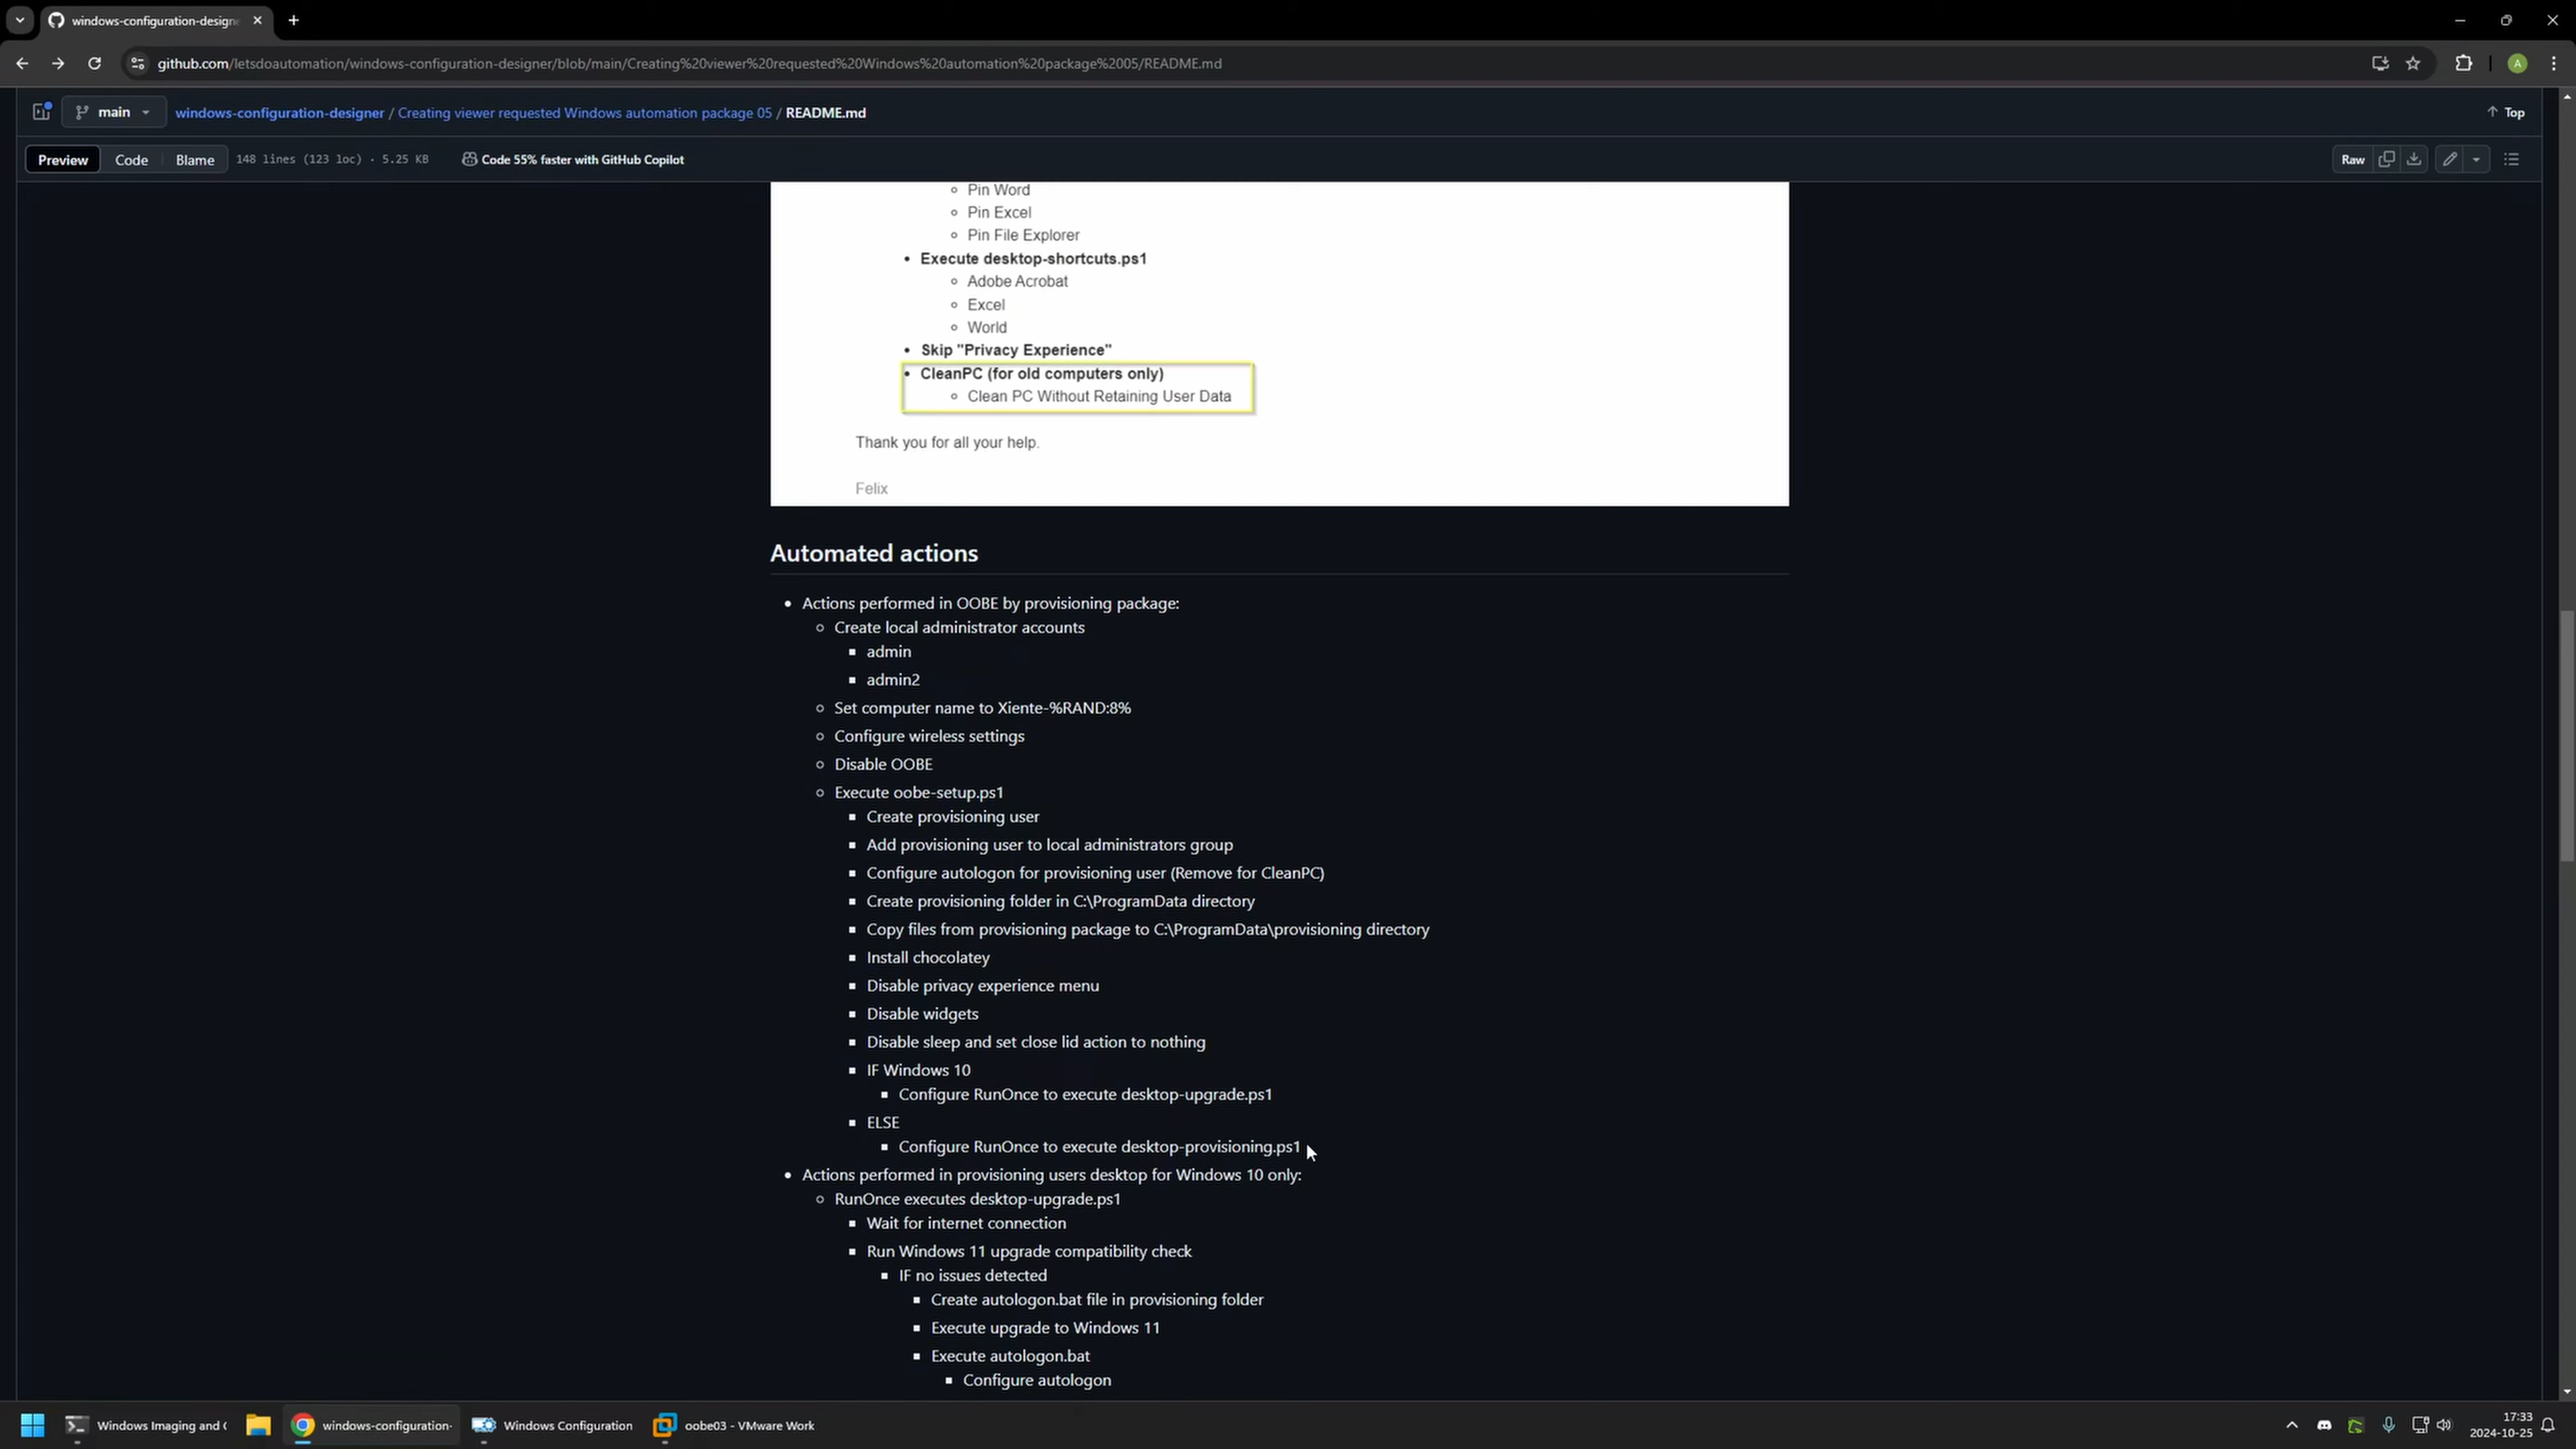 windows-configuration-designe
github.com/letsdoautomation/windows-configuration-designer/blob/main/Creating%20viewer%20requested%20Windows%20automation%20package%2005/README.md
A
main
windows-configuration-designer / Creating viewer requested Windows automation package 05 / README.md
Top
Preview
Code
Blame
148 lines (123 loc) · 5.25 KB
Code 55% faster with GitHub Copilot
Raw
Pin Word
Pin Excel
Pin File Explorer
Execute desktop-shortcuts.ps1
Adobe Acrobat
Excel
World
Skip "Privacy Experience"
CleanPC (for old computers only)
Clean PC Without Retaining User Data
Thank you for all your help.
Felix
Automated actions
Actions performed in OOBE by provisioning package:
Create local administrator accounts
admin
admin2
Set computer name to Xiente-%RAND:8%
Configure wireless settings
Disable OOBE
Execute oobe-setup.ps1
Create provisioning user
Add provisioning user to local administrators group
Configure autologon for provisioning user (Remove for CleanPC)
Create provisioning folder in C:\ProgramData directory
Copy files from provisioning package to C:\ProgramData\provisioning directory
Install chocolatey
Disable privacy experience menu
Disable widgets
Disable sleep and set close lid action to nothing
IF Windows 10
Configure RunOnce to execute desktop-upgrade.ps1
ELSE
Configure RunOnce to execute desktop-provisioning.ps1
Actions performed in provisioning users desktop for Windows 10 only:
RunOnce executes desktop-upgrade.ps1
Wait for internet connection
Run Windows 11 upgrade compatibility check
IF no issues detected
Create autologon.bat file in provisioning folder
Execute upgrade to Windows 11
Execute autologon.bat
Configure autologon
Windows Imaging and C
windows-configuration-
Windows Configuration
oobe03 - VMware Work
17:33
2024-10-25